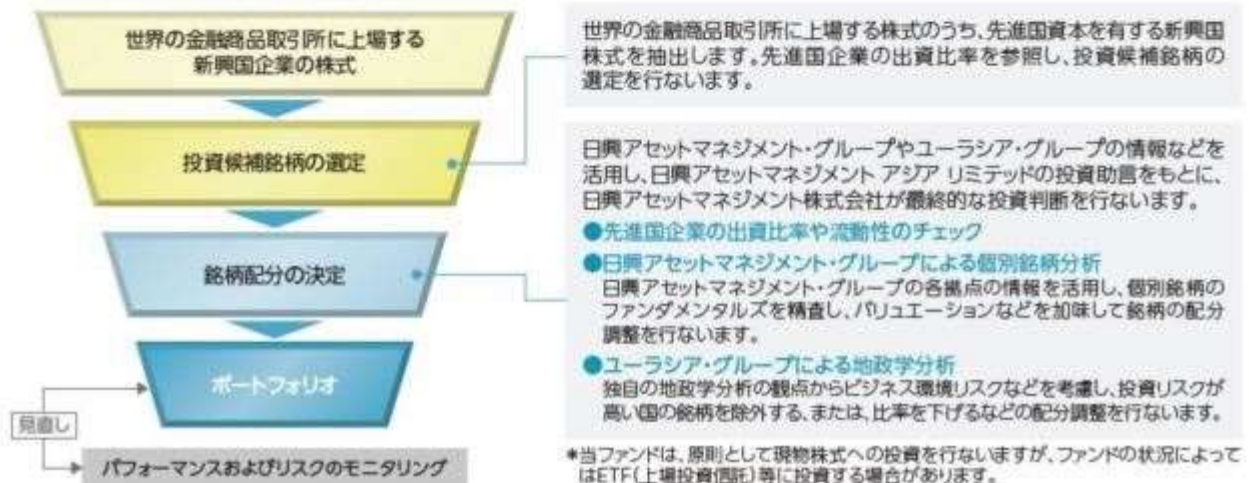 世界の金融商品取引所に上場する
新興国企業の株式
投資候補銘柄の選定
銘柄配分の決定
ポートフォリオ
見直し
パフォーマンスおよびリスクのモニタリング
世界の金融商品取引所に上場する株式のうち、先進国資本を有する新興国
株式を抽出します。先進国企業の出資比率を参照し、投資候補銘柄の
選定を行ないます。
日興アセットマネジメント・グループやユーラシア・グループの情報などを
活用し、日興アセットマネジメント アジア リミテッドの投資助言をもとに、
日興アセットマネジメント株式会社が最終的な投資判断を行ないます。
●先進国企業の出資比率や流動性のチェック
●日興アセットマネジメント・グループによる個別銘柄分析
日興アセットマネジメント・グループの各拠点の情報を活用し、個別銘柄の
ファンダメンタルズを精査し、バリュエーションなどを加味して銘柄の配分
調整を行ないます。
●ユーラシア・グループによる地政学分析
独自の地政学分析の観点からビジネス環境リスクなどを考慮し、投資リスクが
高い国の銘柄を除外する、または、比率を下げるなどの配分調整を行ないます。
*当ファンドは、原則として現物株式への投資を行ないますが、ファンドの状況によって
はETF(上場投資信託)等に投資する場合があります。